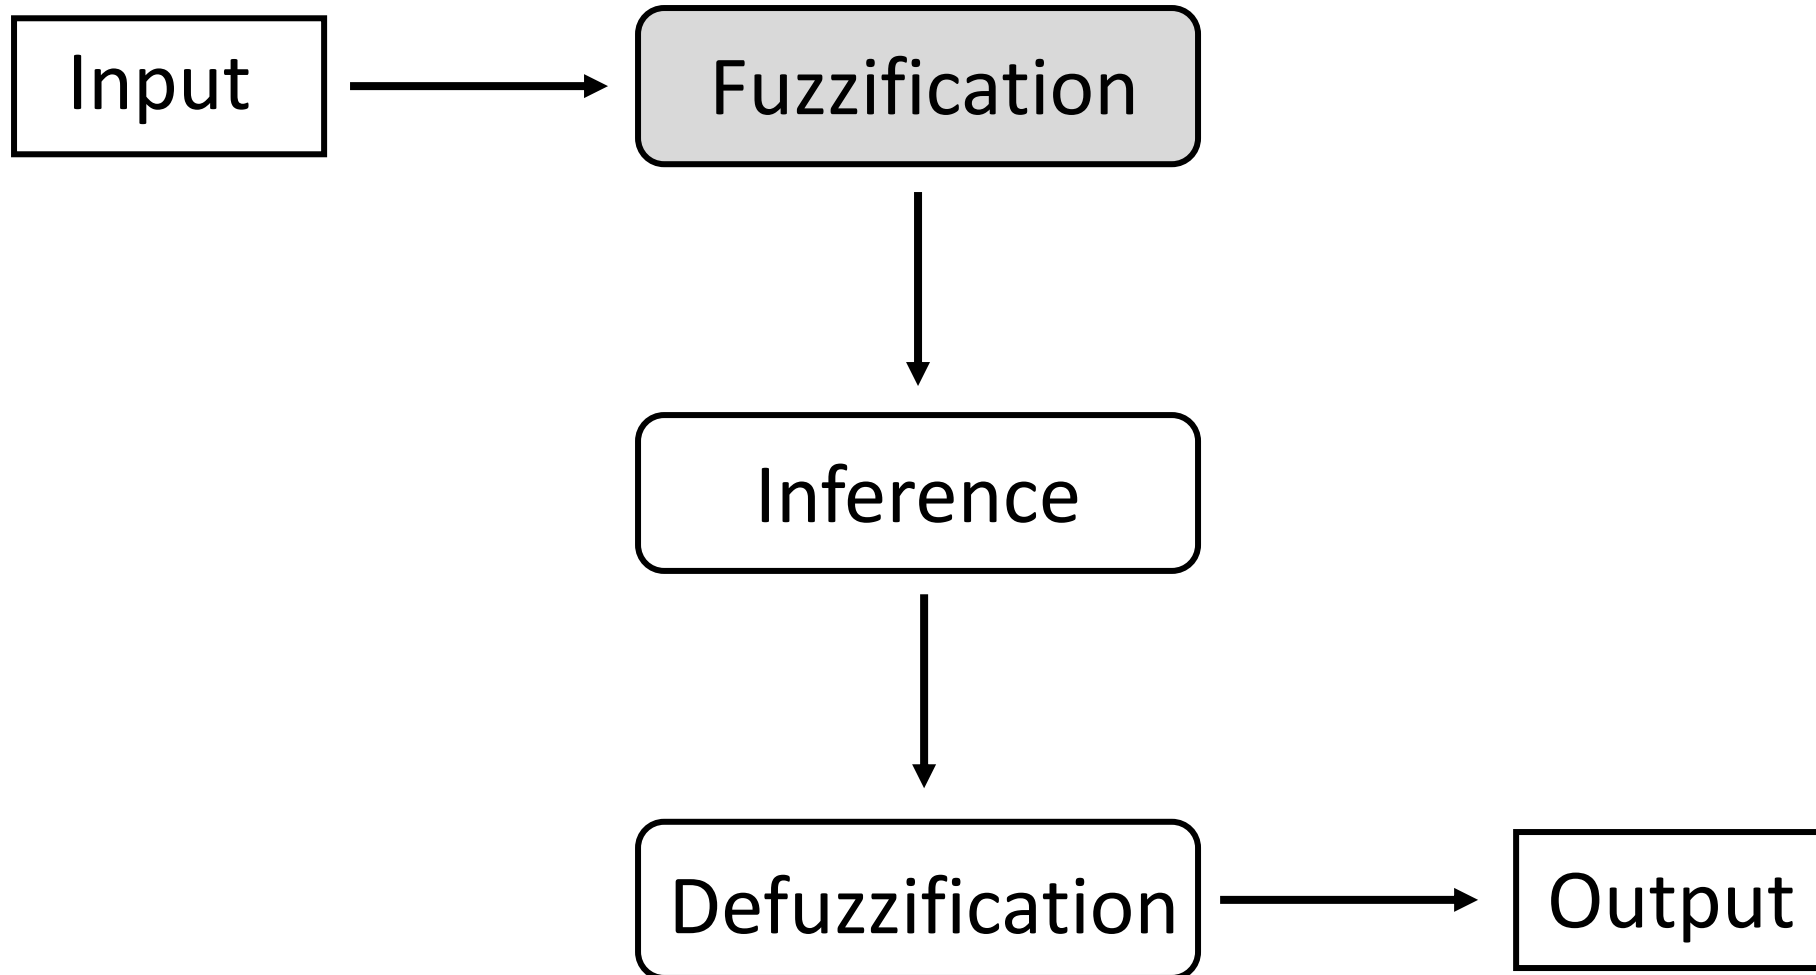 Input
Fuzzification
Inference
Defuzzification
Output